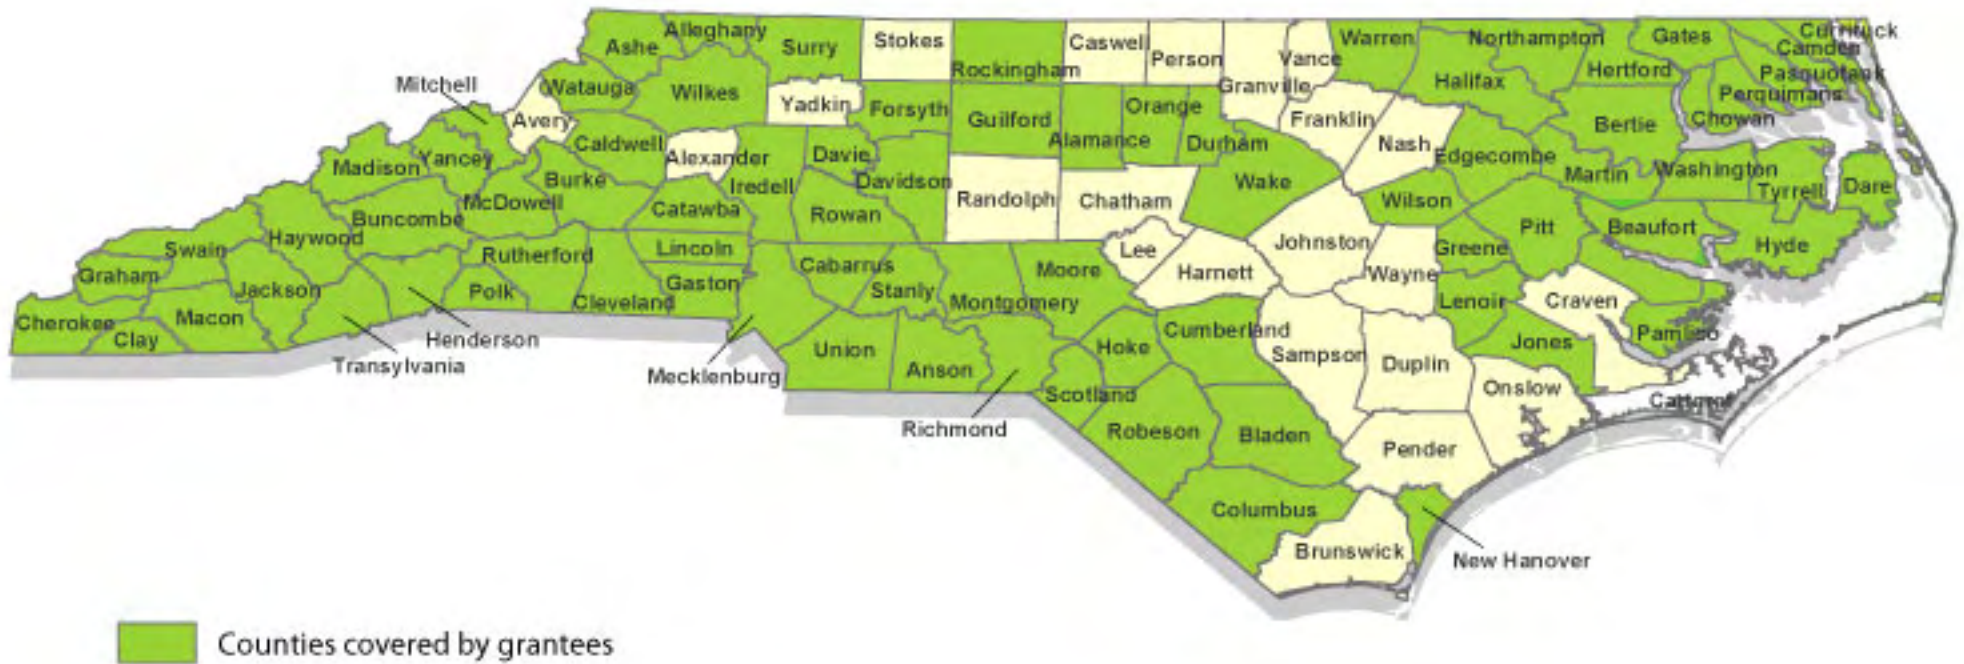 Ashe
Alleghany
Surry
Stokes
Rockingham
Caswell
Person
Granville
Vance
Warren
Northampton
Gates
Currituck
Camden
Pasquotank
Perquimans
Chowan
Hertford
Halifax
Mitchell
Watauga
Wilkes
Yadkin
Forsyth
Guilford
Alamance
Orange
Durham
Franklin
Nash
Edgecombe
Bertie
Avery
Caldwell
Alexander
Iredell
Davie
Davidson
Randolph
Chatham
Wake
Wilson
Martin
Washington
Tyrrell
Dare
Madison
Yancey
Burke
McDowell
Catawba
Rowan
Buncombe
Haywood
Swain
Graham
Rutherford
Lincoln
Gaston
Cabarrus
Stanly
Montgomery
Moore
Lee
Harnett
Johnston
Wayne
Greene
Pitt
Beaufort
Hyde
Cherokee
Clay
Macon
Jackson
Transylvania
Henderson
Polk
Cleveland
Mecklenburg
Union
Anson
Richmond
Hoke
Scotland
Cumberland
Sampson
Duplin
Lenoir
Craven
Jones
Pamlico
Onslow
Carteret
Robeson
Bladen
Pender
Columbus
Brunswick
New Hanover
Counties covered by grantees